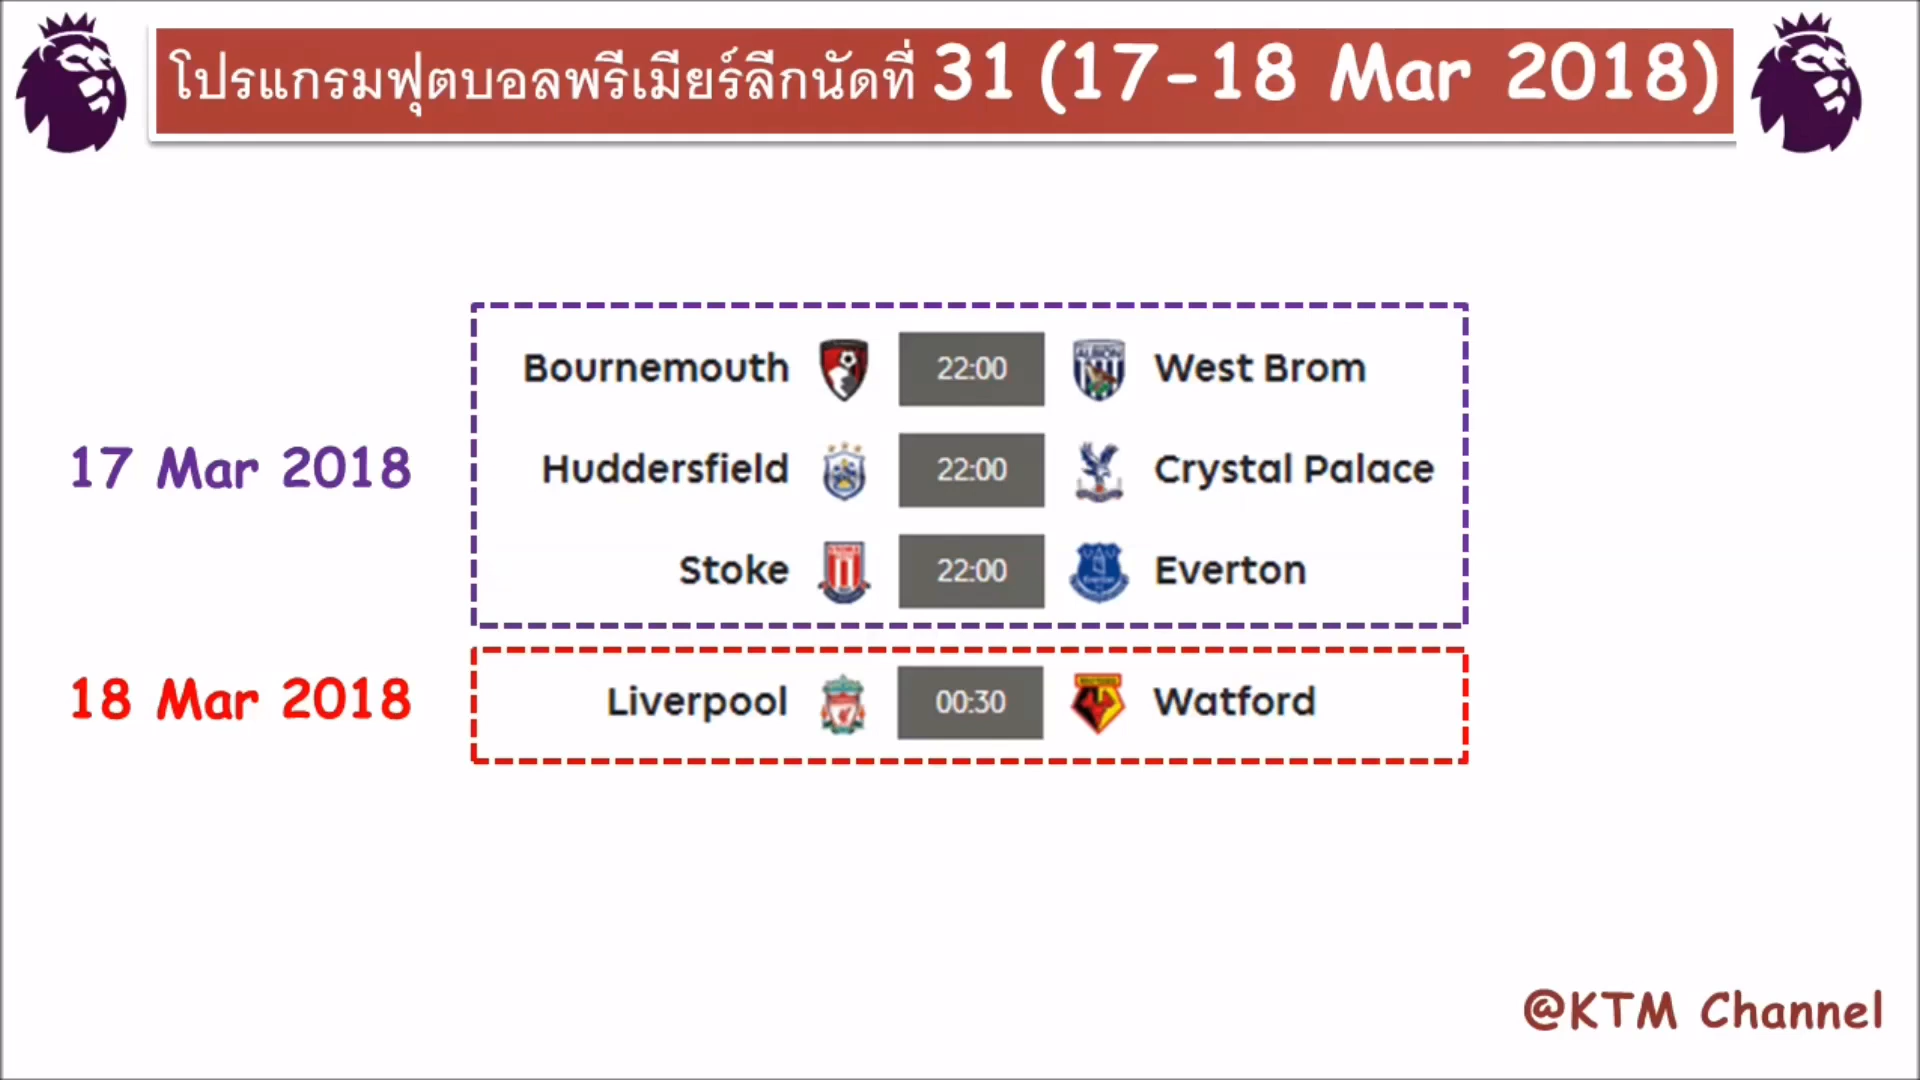 โปรแกรมฟุตบอลพรีเมียร์ลีกนัดที่ 31 (17-18 Mar 2018)
Bournemouth 22:00 West Brom
17 Mar 2018 Huddersfield 22:00 Crystal Palace
Stoke 22:00 Everton
18 Mar 2018 Liverpool 00:30 Watford
@KTM Channel